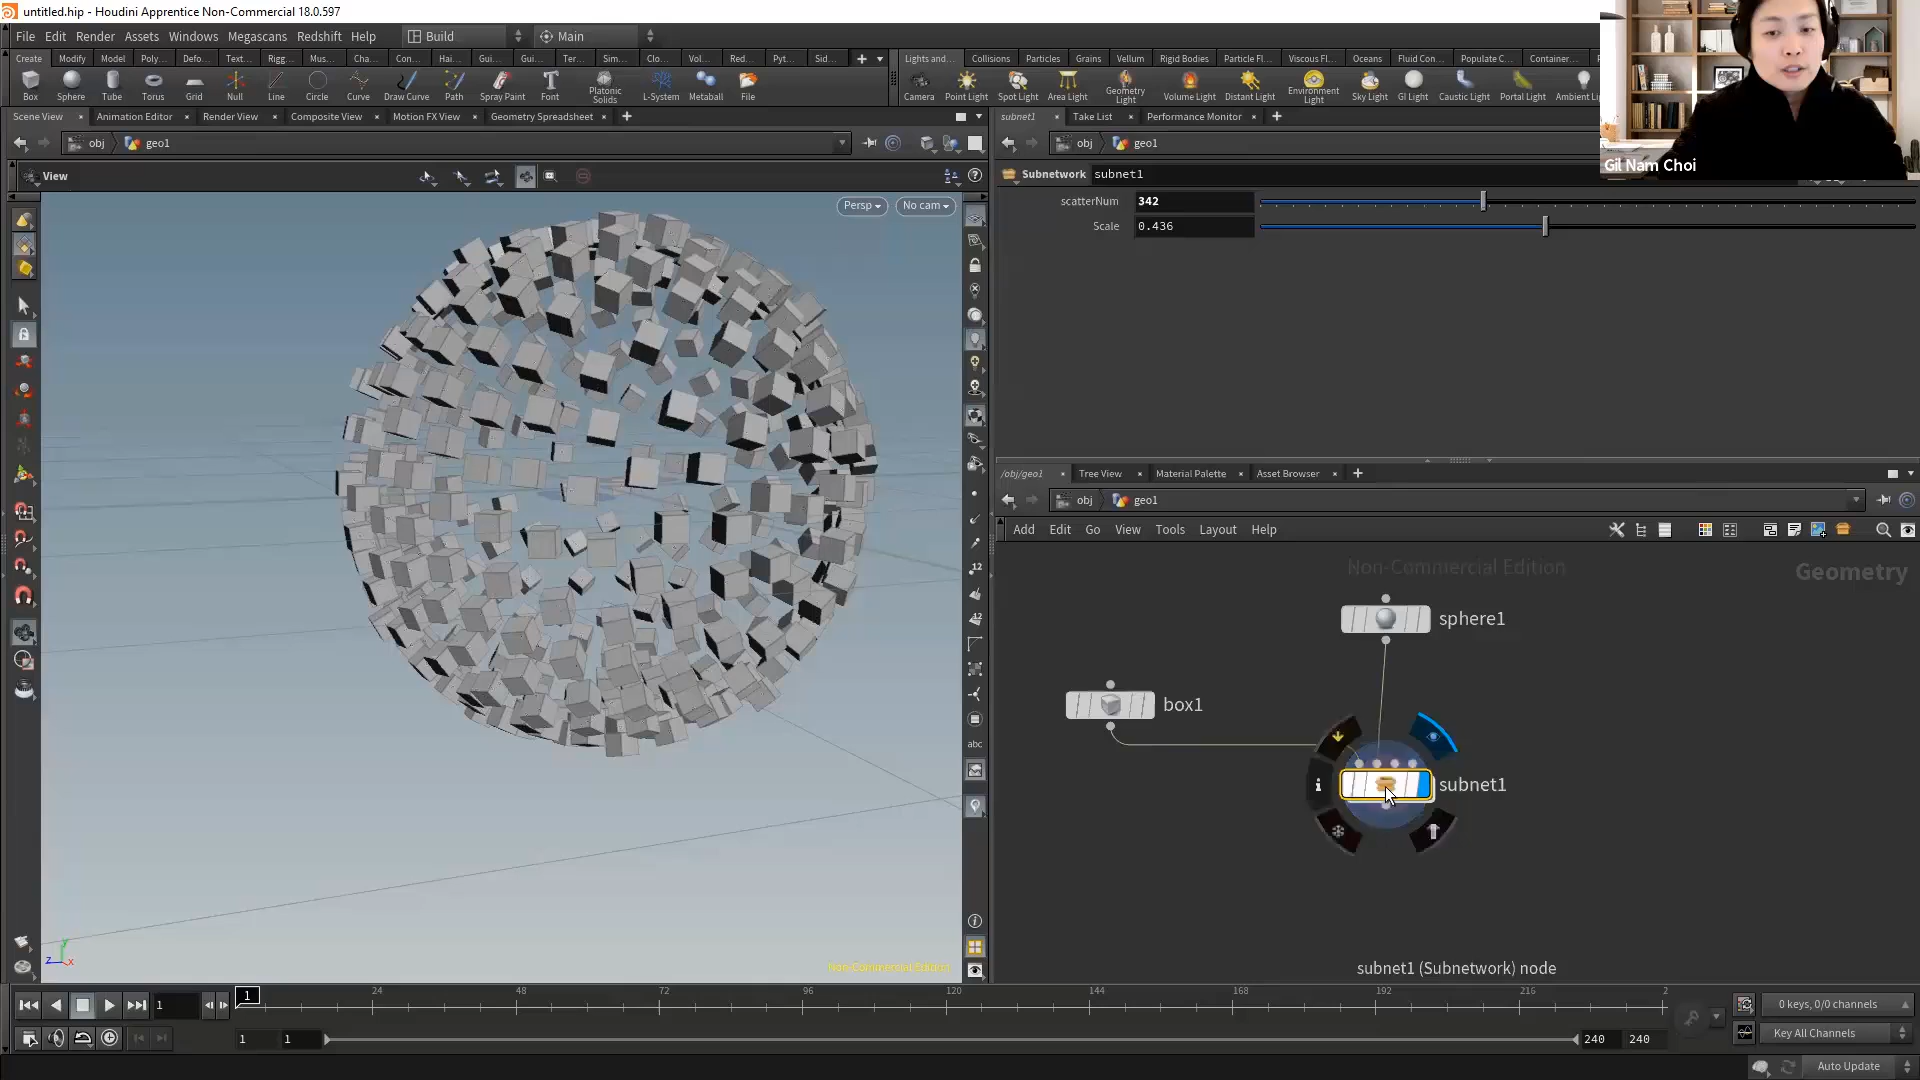 untitled.hip - Houdini Apprentice Non-Commercial 18.0.597
File Edit Render Assets Windows Megascans Redshift Help Build Main
Create Modify Model Poly... Defo... Text... Rigg... Mus... Cha... Con... Hai... Gui... Gui... Ter... Sim... Clo... Vol... Red... Pyt... Sid...
Lights and... Collisions Particles Grains Vellum Rigid Bodies Particle Fl... Viscous Fl... Oceans Fluid Con... Populate C... Container...
Box Sphere Tube Torus Grid Null Line Circle Curve Draw Curve Path Spray Paint Font Platonic Solids L-System Metaball File
Camera Point Light Spot Light Area Light Geometry Light Volume Light Distant Light Environment Light Sky Light GI Light Caustic Light Portal Light Ambient
Scene View Animation Editor Render View Composite View Motion FX View Geometry Spreadsheet
subnet1 Take List Performance Monitor
obj geo1
obj geo1
Gil Nam Choi
View
Subnetwork subnet1
scatterNum 342
Scale 0.436
Persp No cam
/obj/geo1 Tree View Material Palette Asset Browser
obj geo1
Add Edit Go View Tools Layout Help
Non-Commercial Edition
Geometry
sphere1
box1
subnet1
12
12
abc
y
z x
Non-Commercial Edition
subnet1 (Subnetwork) node
1 1 24 48 72 96 120 144 168 192 216 2
0 keys, 0/0 channels
1 1 240 240
Key All Channels
Auto Update